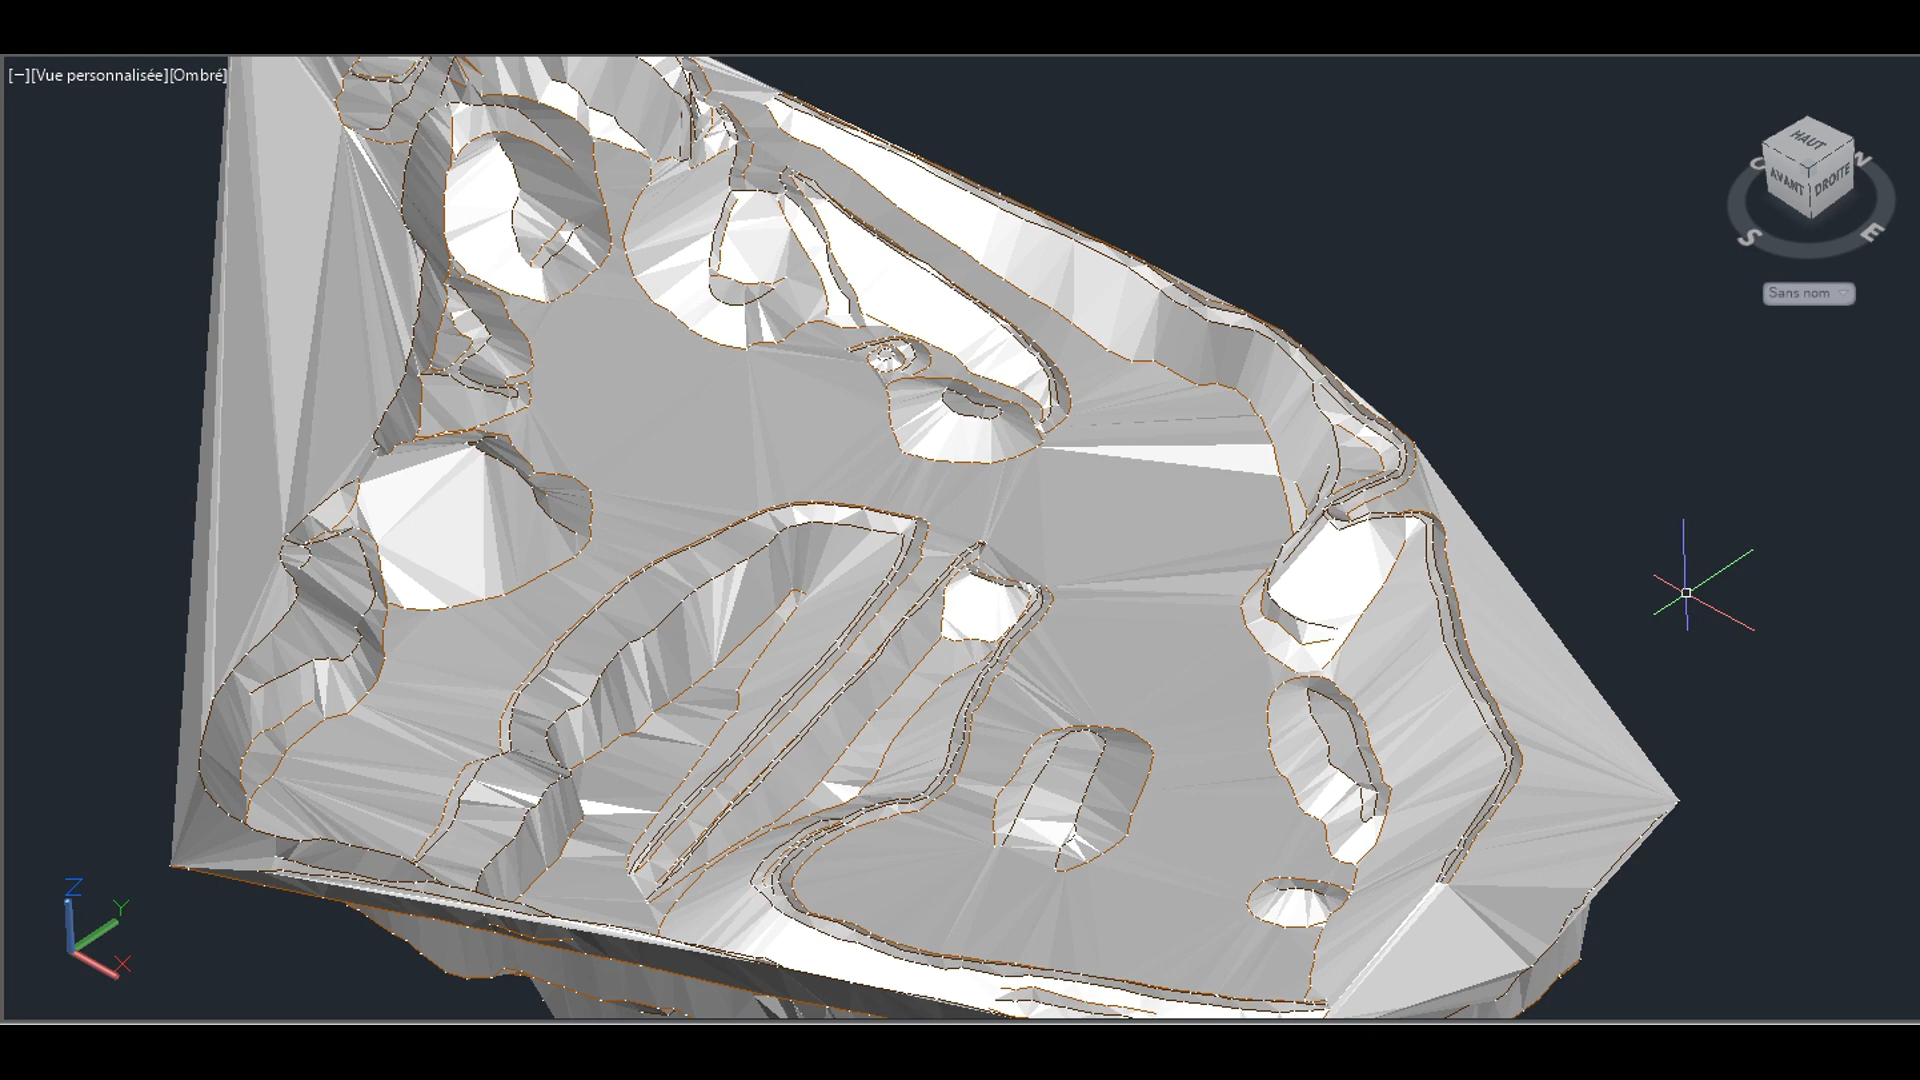 [−][Vue personnalisée][Ombré]
HAUT
AVANT
DROITE
O
N
S
E
Sans nom
Z
Y
X